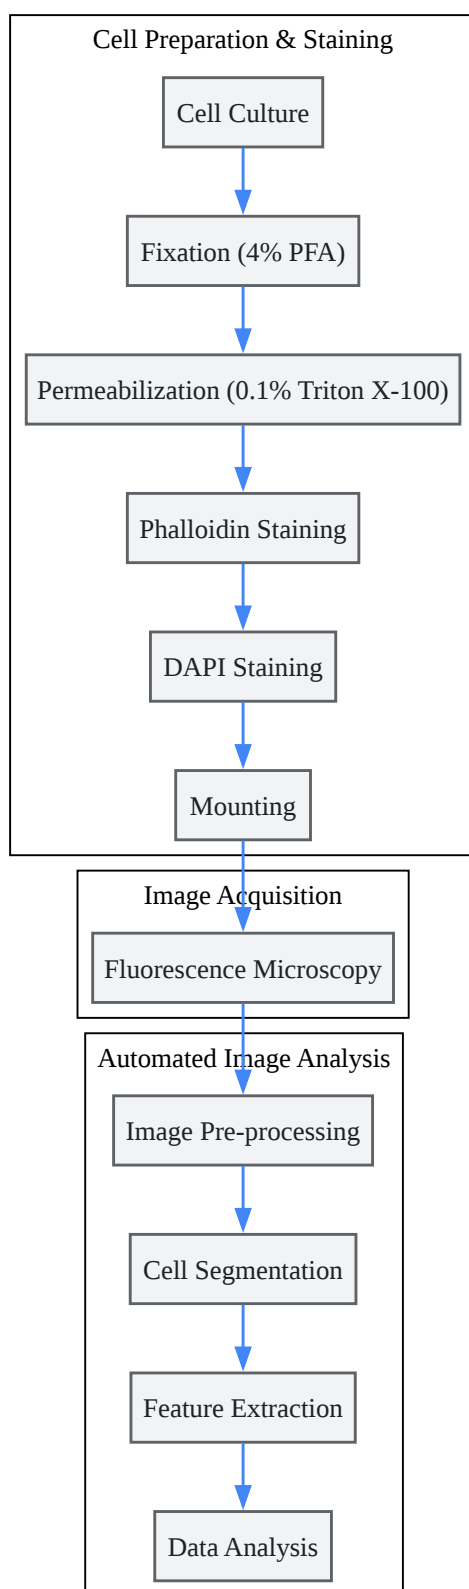 Cell Preparation & Staining
Cell Culture
Fixation (4% PFA)
Permeabilization (0.1% Triton X-100)
Phalloidin Staining
DAPI Staining
Mounting
Image Acquisition
Fluorescence Microscopy
Automated Image Analysis
Image Pre-processing
Cell Segmentation
Feature Extraction
Data Analysis